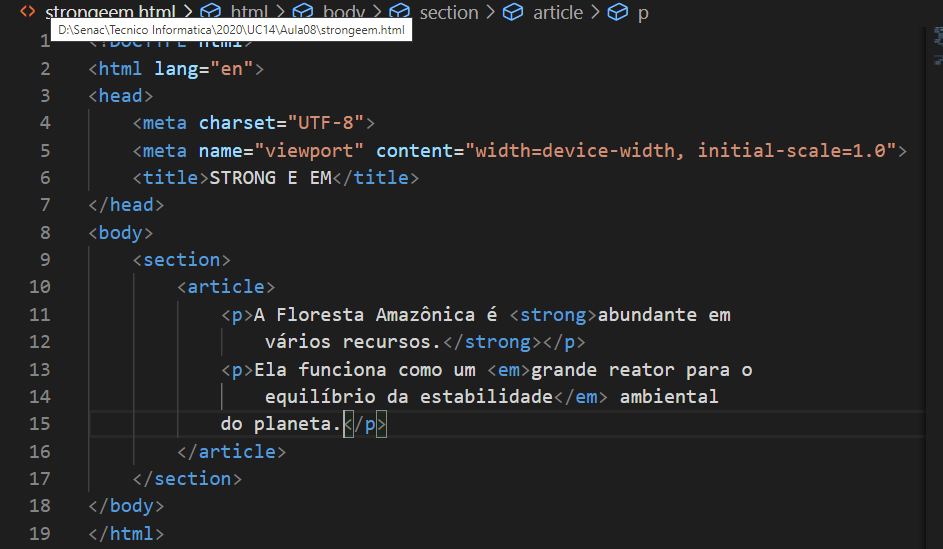 strongeem.html > html > body > section > article > p
D:\Senac\Tecnico Informatica\2020\UC14\Aula08\strongeem.html
1 <!DOCTYPE html>
2 <html lang="en">
3 <head>
4 <meta charset="UTF-8">
5 <meta name="viewport" content="width=device-width, initial-scale=1.0">
6 <title>STRONG E EM</title>
7 </head>
8 <body>
9 <section>
10 <article>
11 <p>A Floresta Amazônica é <strong>abundante em
12 vários recursos.</strong></p>
13 <p>Ela funciona como um <em>grande reator para o
14 equilíbrio da estabilidade</em> ambiental
15 do planeta.</p>
16 </article>
17 </section>
18 </body>
19 </html>